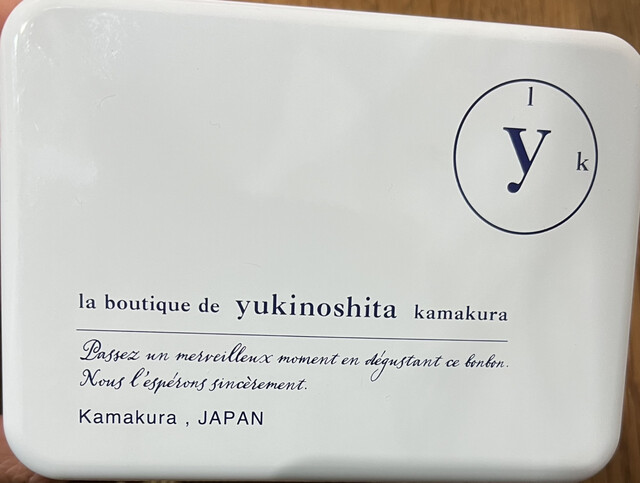 l
y
k
la boutique de yukinoshita kamakura
Passez un merveilleux moment en dégustant ce bonbon.
Nous l'espérons sincèrement.
Kamakura , JAPAN